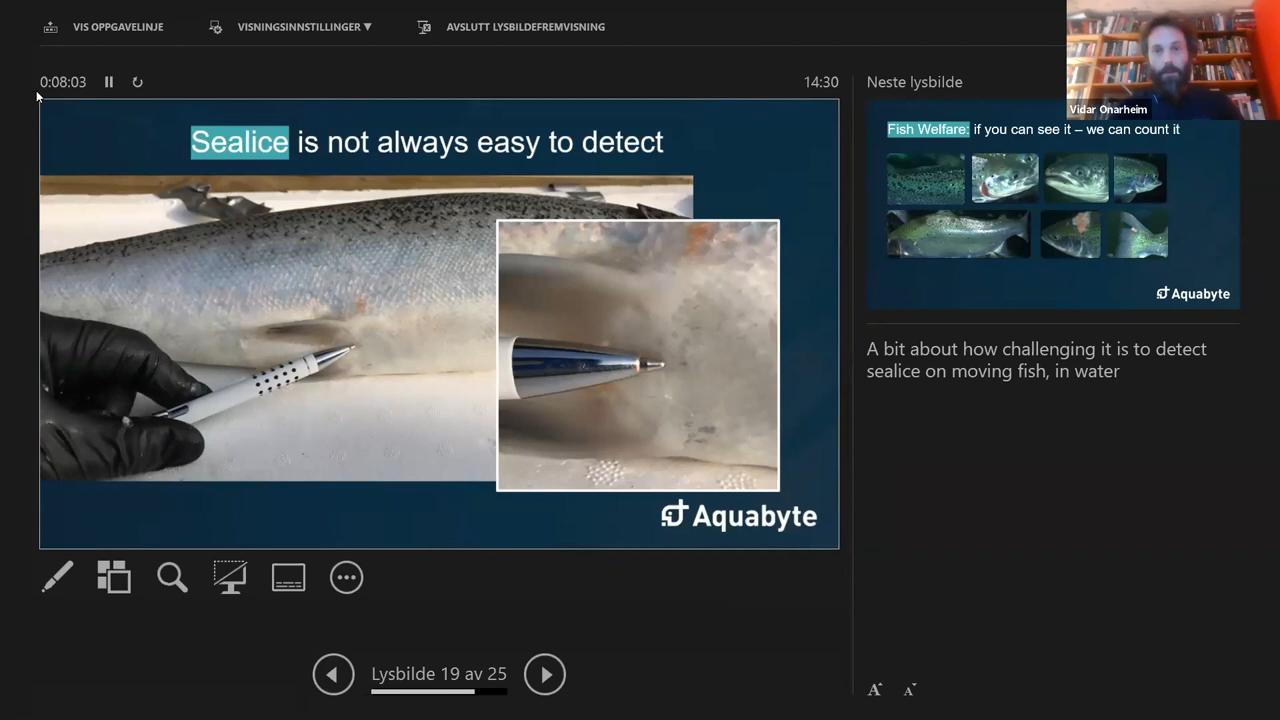 VIS OPPGAVELINJE
VISNINGSINNSTILLINGER ▼
AVSLUTT LYSBILDEFREMVISNING
0:08:03
14:30
Neste lysbilde
Vidar Onarheim
Sealice is not always easy to detect
Aquabyte
Fish Welfare: if you can see it – we can count it
Aquabyte
A bit about how challenging it is to detect
sealice on moving fish, in water
Lysbilde 19 av 25
A A